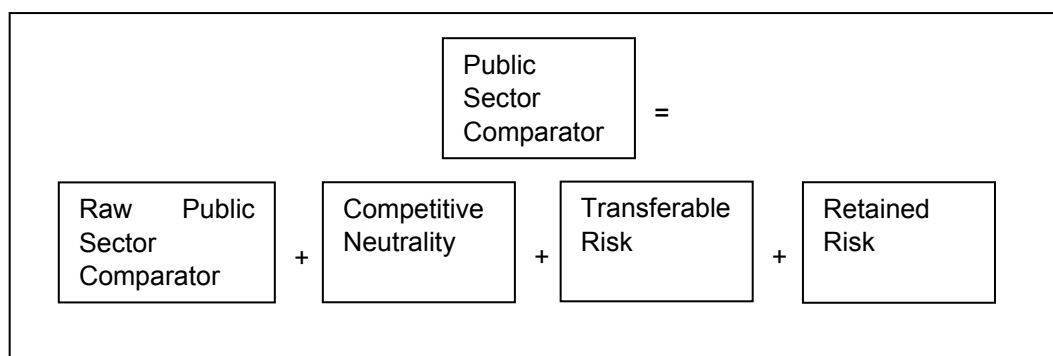 Public
Sector
Comparator
=
Raw Public
Sector
Comparator
+
Competitive
Neutrality
+
Transferable
Risk
+
Retained
Risk